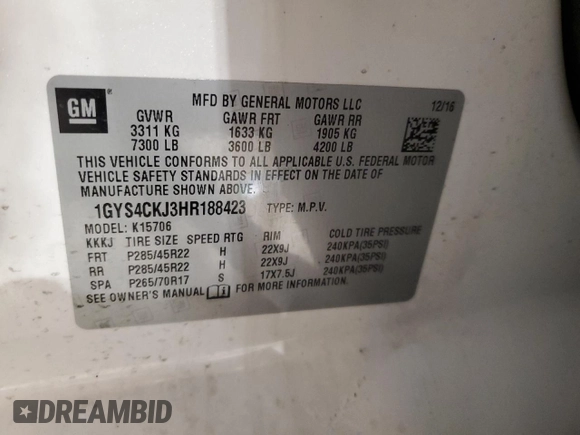 GM
MFD BY GENERAL MOTORS LLC
12/16
GVWR GAWR FRT GAWR RR
3311 KG 1633 KG 1905 KG
7300 LB 3600 LB 4200 LB
THIS VEHICLE CONFORMS TO ALL APPLICABLE U.S. FEDERAL MOTOR
VEHICLE SAFETY STANDARDS IN EFFECT ON THE DATE OF
MANUFACTURE SHOWN ABOVE.
1GYS4CKJ3HR188423 TYPE: M.P.V.
MODEL: K15706
KKKJ TIRE SIZE SPEED RTG RIM COLD TIRE PRESSURE
FRT P285/45R22 H 22X9J 240KPA(35PSI)
RR P285/45R22 H 22X9J 240KPA(35PSI)
SPA P265/70R17 S 17X7.5J 240KPA(35PSI)
SEE OWNER'S MANUAL FOR MORE INFORMATION.
DREAMBID